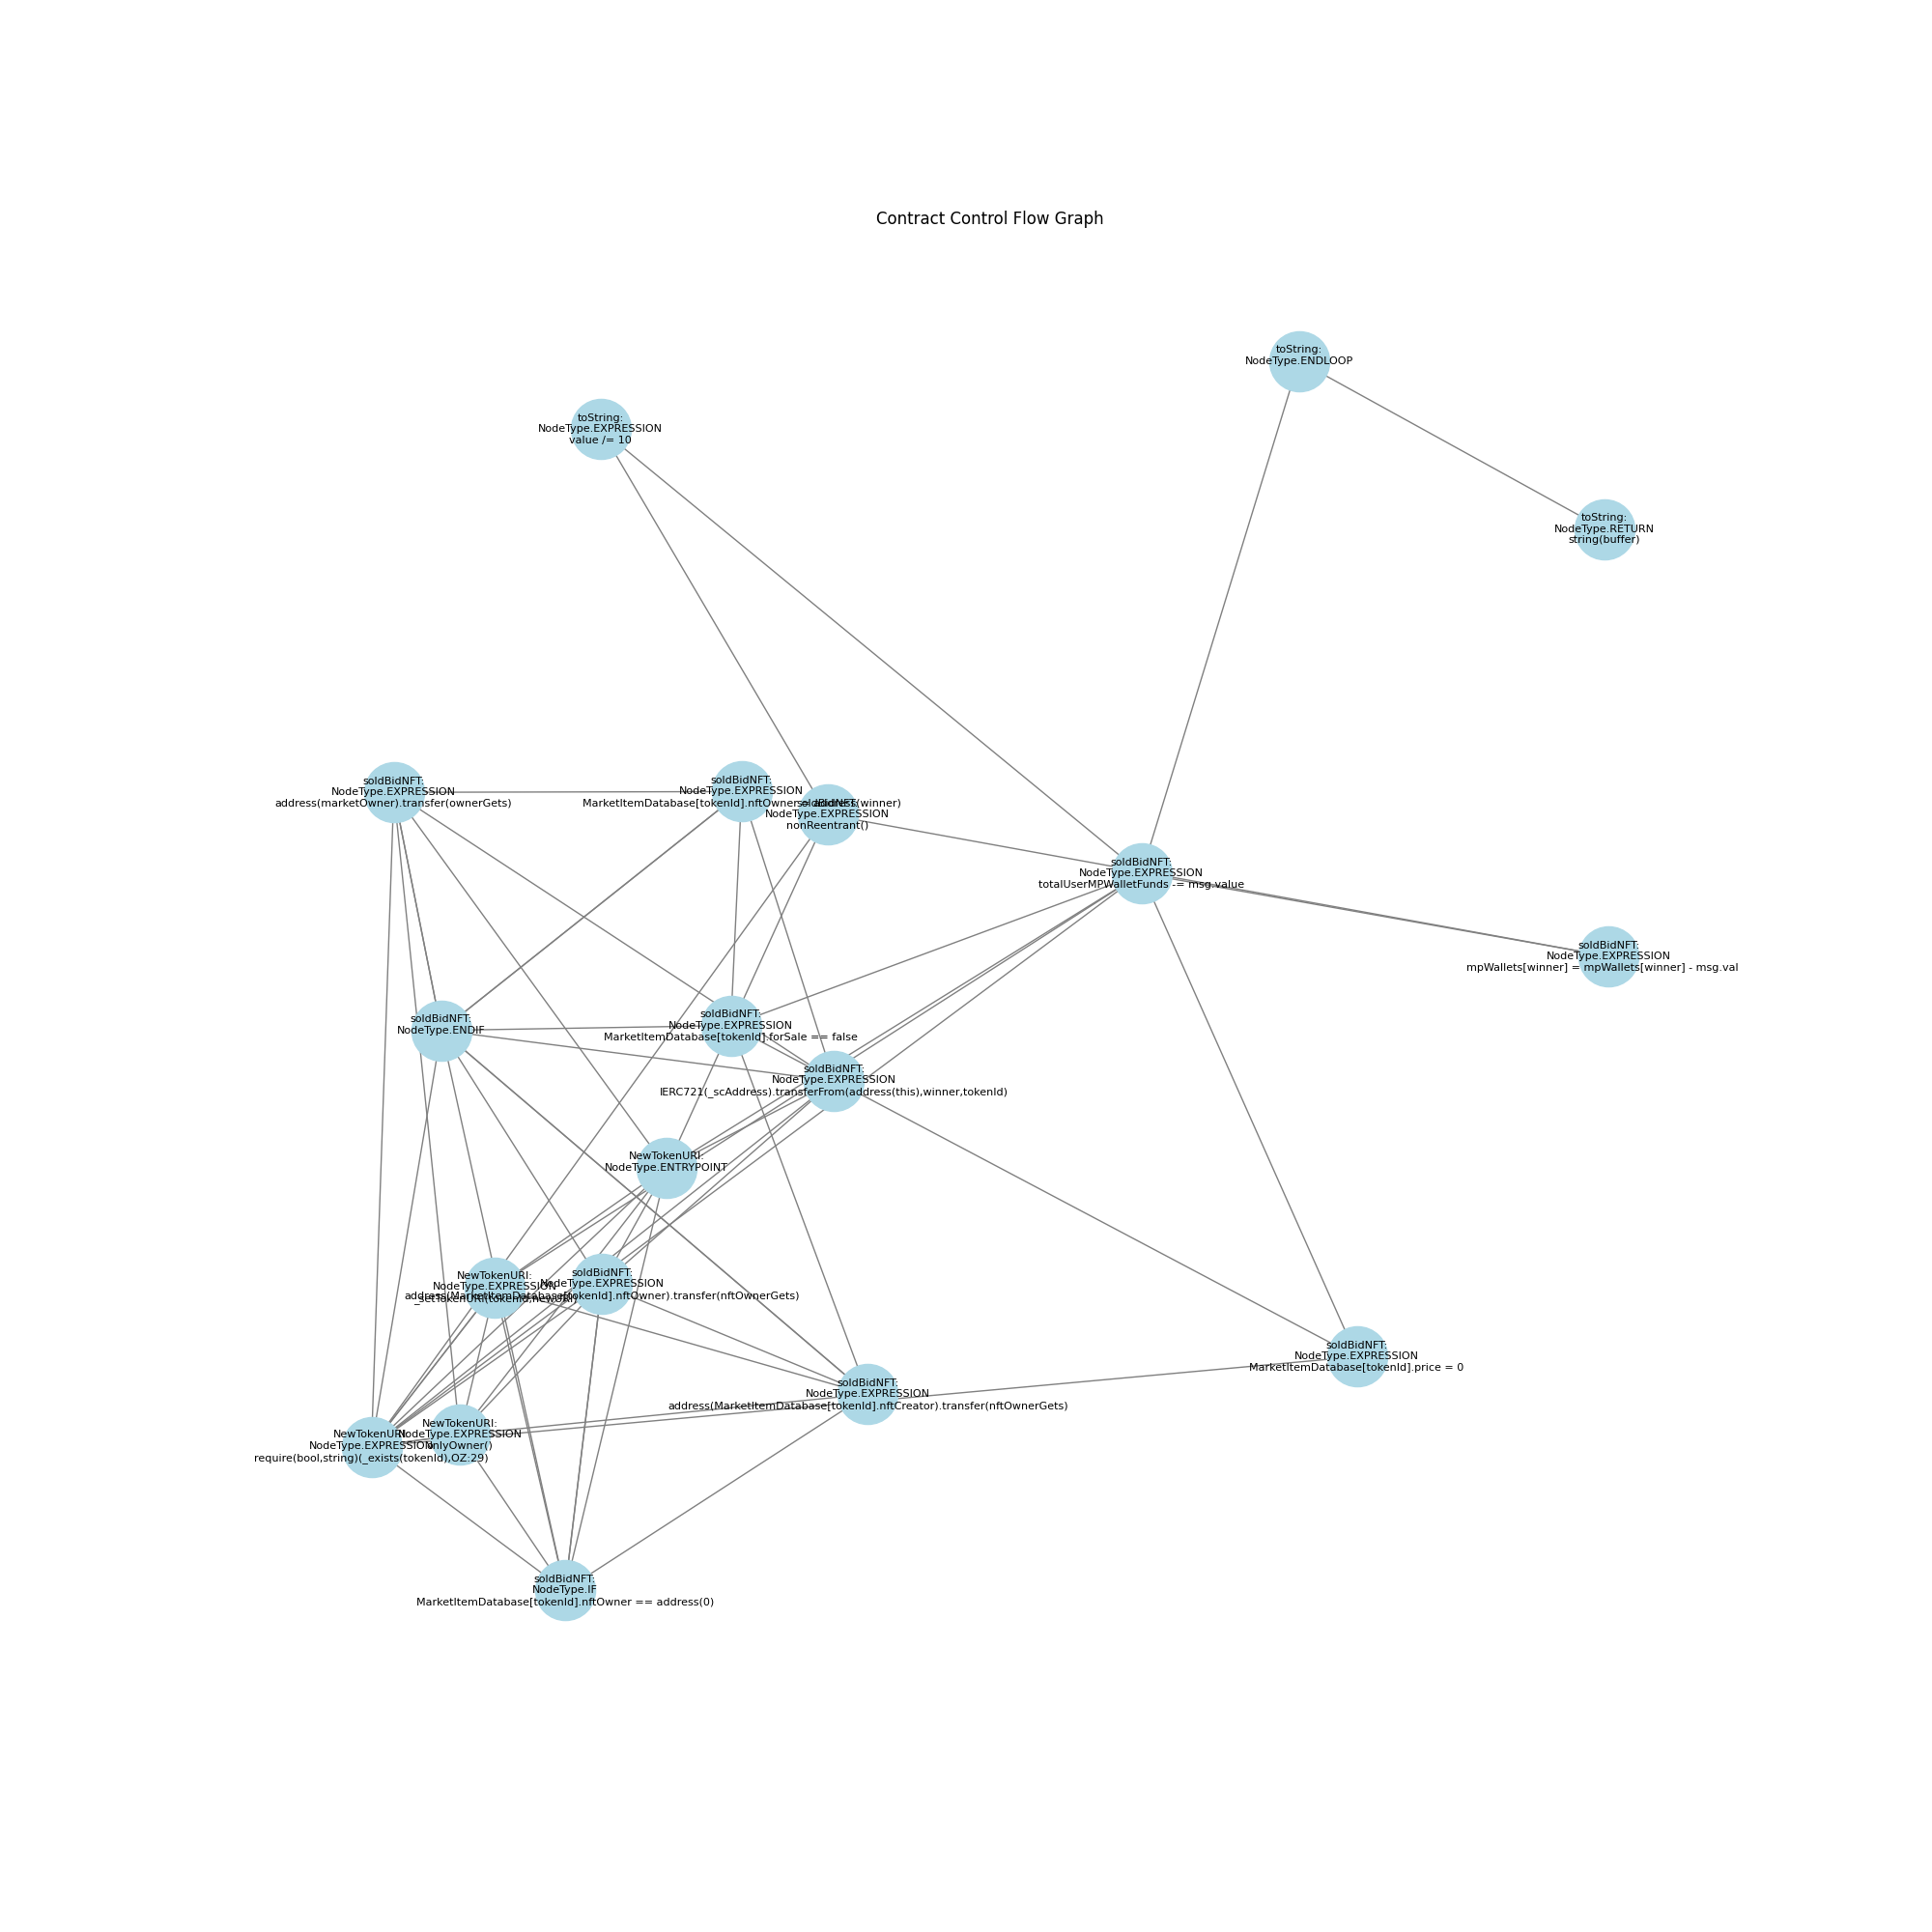 Contract Control Flow Graph
toString:
NodeType.ENDLOOP
toString:
NodeType.EXPRESSION
value /= 10
toString:
NodeType.RETURN
string(buffer)
soldBidNFT:
NodeType.EXPRESSION
address(marketOwner).transfer(ownerGets)
soldBidNFT:
NodeType.EXPRESSION
MarketItemDatabase[tokenId].nftOwner = address(winner)
soldBidNFT:
NodeType.EXPRESSION
nonReentrant()
soldBidNFT:
NodeType.EXPRESSION
totalUserMPWalletFunds -= msg.value
soldBidNFT:
NodeType.EXPRESSION
mpWallets[winner] = mpWallets[winner] - msg.val
soldBidNFT:
NodeType.ENDIF
soldBidNFT:
NodeType.EXPRESSION
MarketItemDatabase[tokenId].forSale == false
soldBidNFT:
NodeType.EXPRESSION
IERC721(_scAddress).transferFrom(address(this),winner,tokenId)
NewTokenURI:
NodeType.ENTRYPOINT
NewTokenURI:
NodeType.EXPRESSION
_setTokenURI(tokenId,newURI)
soldBidNFT:
NodeType.EXPRESSION
address(MarketItemDatabase[tokenId].nftOwner).transfer(nftOwnerGets)
soldBidNFT:
NodeType.EXPRESSION
MarketItemDatabase[tokenId].price = 0
soldBidNFT:
NodeType.EXPRESSION
address(MarketItemDatabase[tokenId].nftCreator).transfer(nftOwnerGets)
NewTokenURI:
NodeType.EXPRESSION
onlyOwner()
NewTokenURI:
NodeType.EXPRESSION
require(bool,string)(_exists(tokenId),OZ:29)
soldBidNFT:
NodeType.IF
MarketItemDatabase[tokenId].nftOwner == address(0)